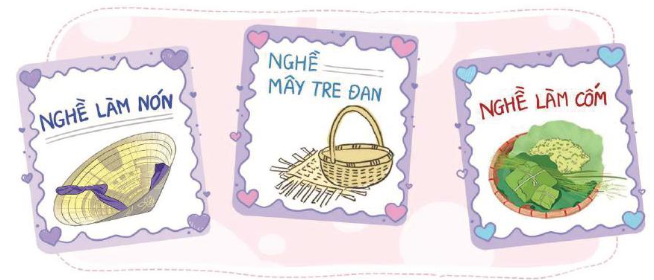 NGHỀ LÀM NÓN
NGHỀ
MÂY TRE ĐAN
NGHỀ LÀM CỐM